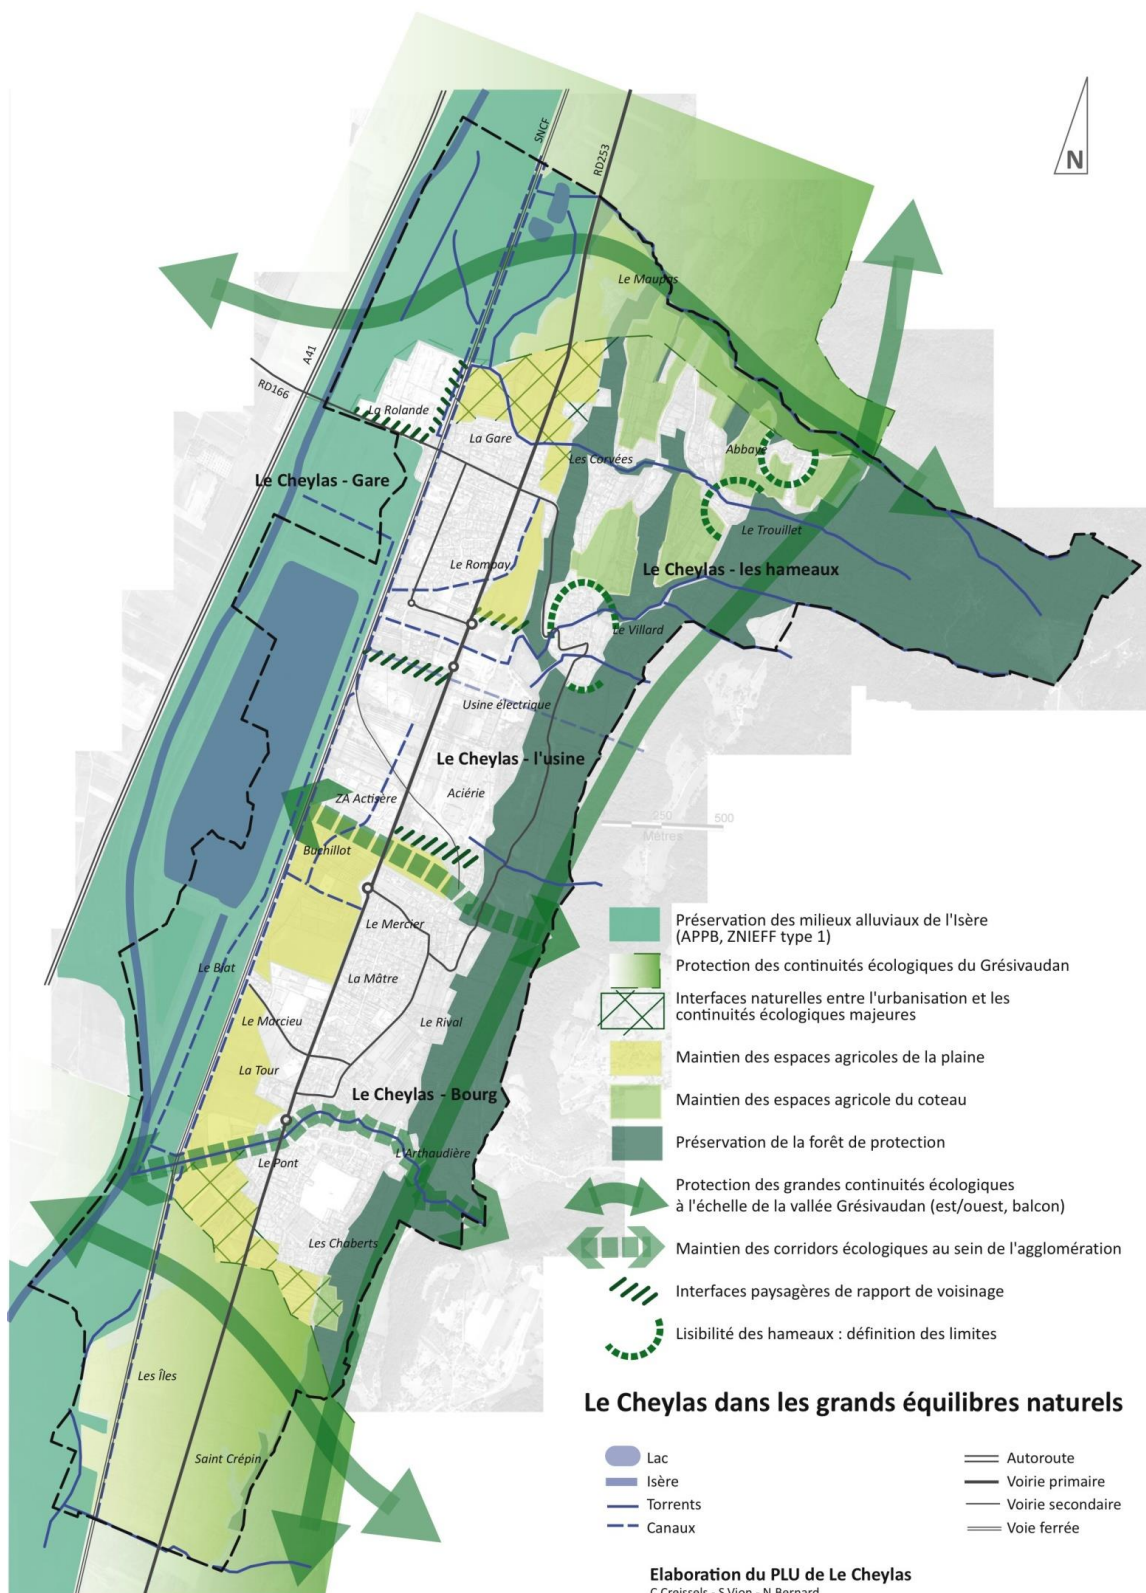 SNCF
RD253
N
Le Maupas
A41
RD166
La Rolande
La Gare
Les Corvées
Abbaye
Le Cheylas - Gare
Le Trouillet
Le Rompay
Le Cheylas - les hameaux
Le Villard
Usine électrique
Le Cheylas - l'usine
ZA Actisère
Aciérie
250
500
Mètres
Buchillot
Le Mercier
Le Blat
La Mâtre
Le Marcieu
Le Rival
La Tour
Le Cheylas - Bourg
Le Pont
L'Arthaudière
Les Chaberts
Les Îles
Saint Crépin
Préservation des milieux alluviaux de l'Isère
(APPB, ZNIEFF type 1)
Protection des continuités écologiques du Grésivaudan
Interfaces naturelles entre l'urbanisation et les
continuités écologiques majeures
Maintien des espaces agricoles de la plaine
Maintien des espaces agricole du coteau
Préservation de la forêt de protection
Protection des grandes continuités écologiques
à l'échelle de la vallée Grésivaudan (est/ouest, balcon)
Maintien des corridors écologiques au sein de l'agglomération
Interfaces paysagères de rapport de voisinage
Lisibilité des hameaux : définition des limites
Le Cheylas dans les grands équilibres naturels
Lac
Isère
Torrents
Canaux
Autoroute
Voirie primaire
Voirie secondaire
Voie ferrée
Elaboration du PLU de Le Cheylas
C.Creissels - S.Vion - N.Bernard